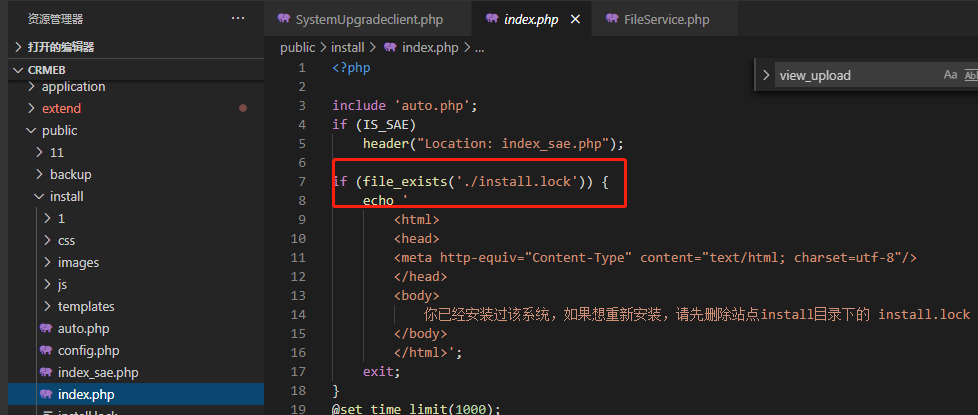 资源管理器
打开的编辑器
CRMEB
application
extend
public
11
backup
install
1
css
images
js
templates
auto.php
config.php
index_sae.php
index.php
install.lock
SystemUpgradeclient.php
index.php
FileService.php
public > install > index.php > ...
view_upload
Aa
1 <?php
2
3 include 'auto.php';
4 if (IS_SAE)
5 header("Location: index_sae.php");
6
7 if (file_exists('./install.lock')) {
8 echo '
9 <html>
10 <head>
11 <meta http-equiv="Content-Type" content="text/html; charset=utf-8"/>
12 </head>
13 <body>
14 你已经安装过该系统，如果想重新安装，请先删除站点install目录下的 install.lock
15 </body>
16 </html>';
17 exit;
18 }
19 @set_time_limit(1000);